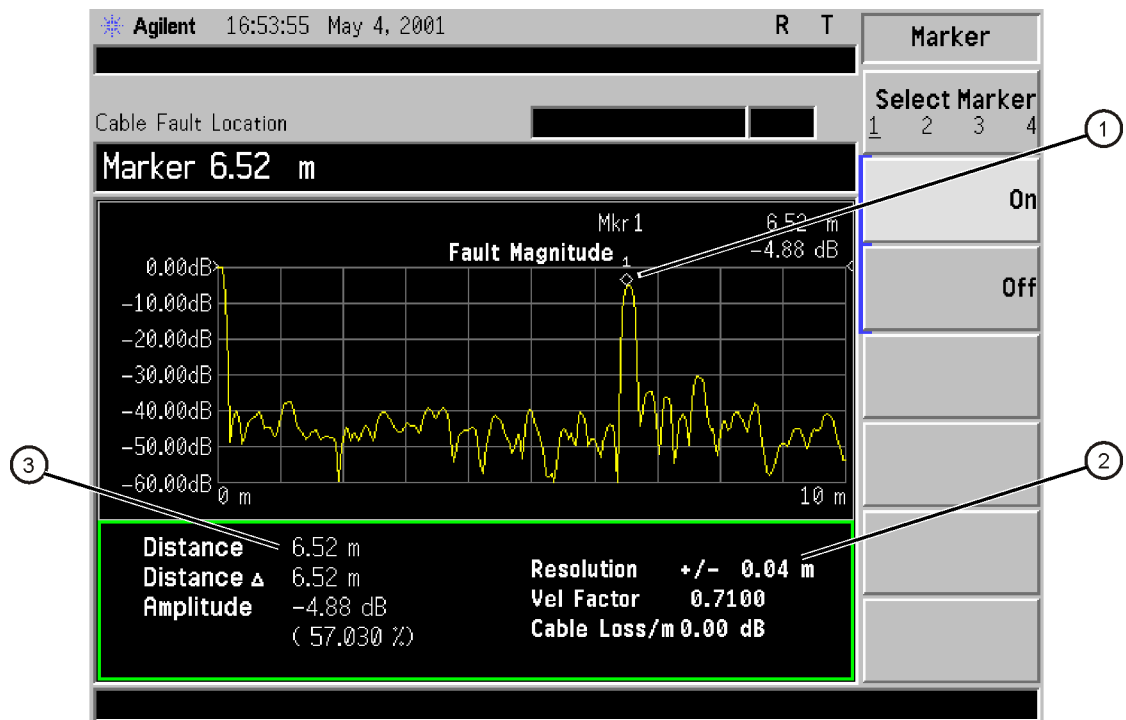 Agilent 16:53:55 May 4, 2001 R T
Marker
Select Marker
1 2 3 4
1
Cable Fault Location
Marker 6.52 m
On
Mkr 1 6.52 m
Fault Magnitude -4.88 dB
1
Off
0.00dB
-10.00dB
-20.00dB
-30.00dB
-40.00dB
-50.00dB
-60.00dB
0 m 10 m
3
2
Distance 6.52 m
Distance Δ 6.52 m
Amplitude -4.88 dB
( 57.030 %)
Resolution +/- 0.04 m
Vel Factor 0.7100
Cable Loss/m 0.00 dB